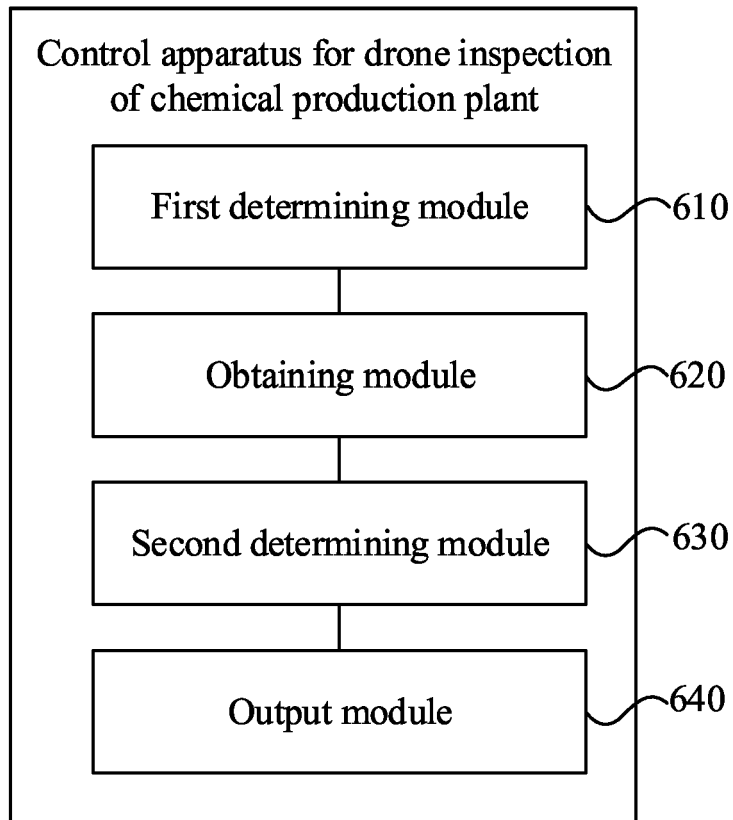 Control apparatus for drone inspection
of chemical production plant
First determining module
610
Obtaining module
620
Second determining module
630
Output module
640